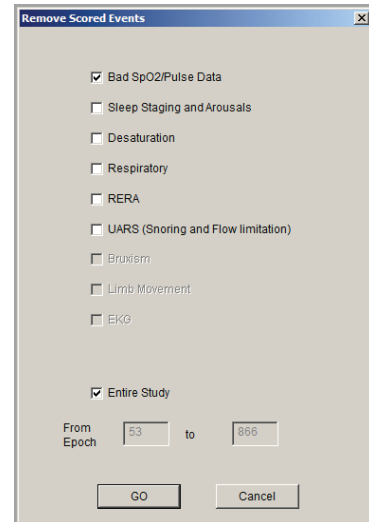 Remove Scored Events
Bad SpO2/Pulse Data
Sleep Staging and Arousals
Desaturation
Respiratory
RERA
UARS (Snoring and Flow limitation)
Bruxism
Limb Movement
EKG
Entire Study
From Epoch 53 to 866
GO Cancel